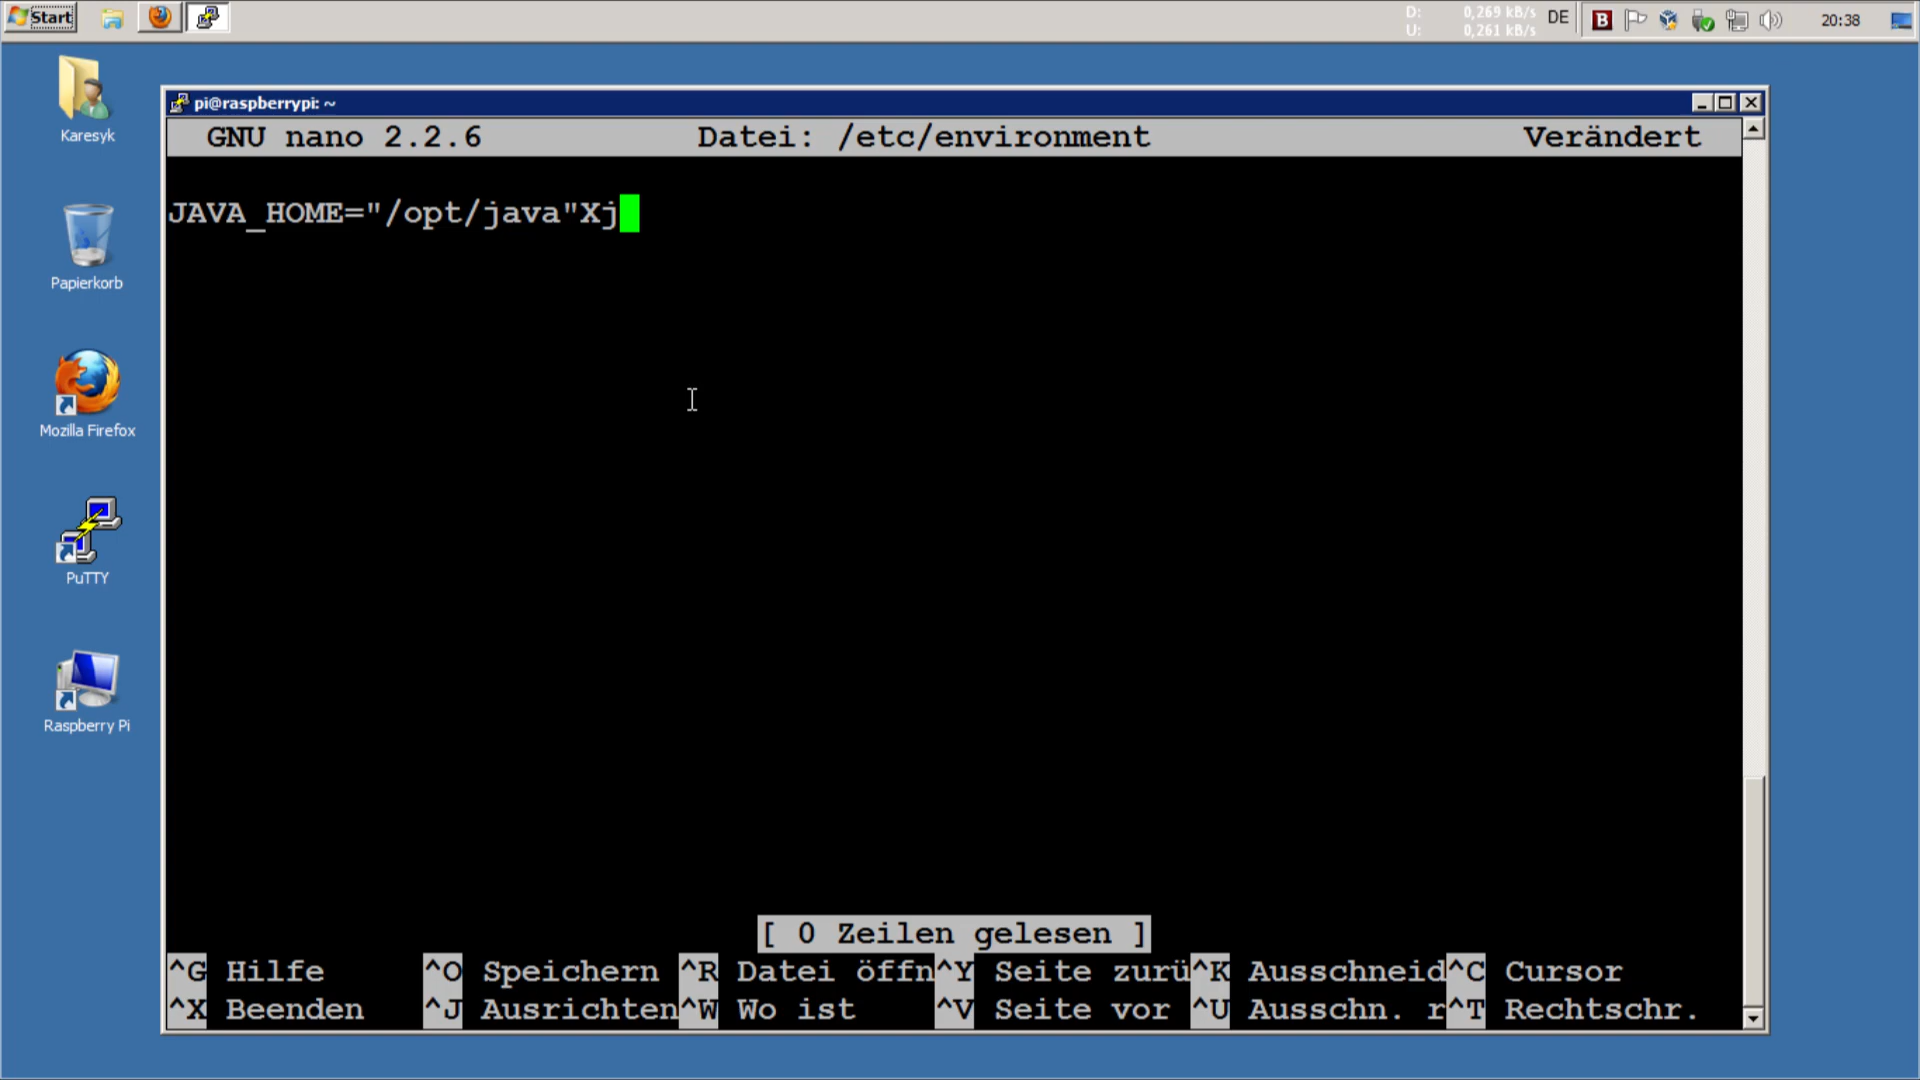 Start
D: 0,269 kB/s
U: 0,261 kB/s
DE
B
20:38
Karesyk
Papierkorb
Mozilla Firefox
PuTTY
Raspberry Pi
pi@raspberrypi: ~
GNU nano 2.2.6 Datei: /etc/environment Verändert
JAVA_HOME="/opt/java"Xj
[ 0 Zeilen gelesen ]
^G Hilfe ^O Speichern ^R Datei öffn^Y Seite zurü^K Ausschneid^C Cursor
^X Beenden ^J Ausrichten^W Wo ist ^V Seite vor ^U Ausschn. r^T Rechtschr.